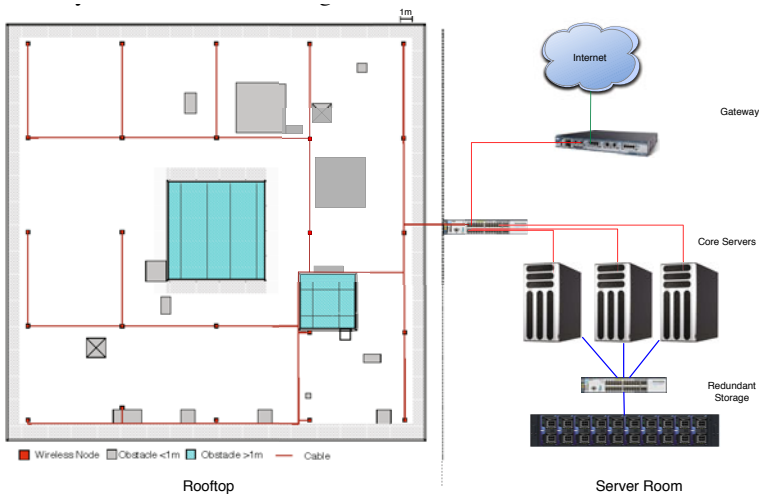 1m
Internet
Gateway
Core Servers
Redundant
Storage
Wireless Node
Obstacle <1m
Obstacle >1m
Cable
Rooftop
Server Room